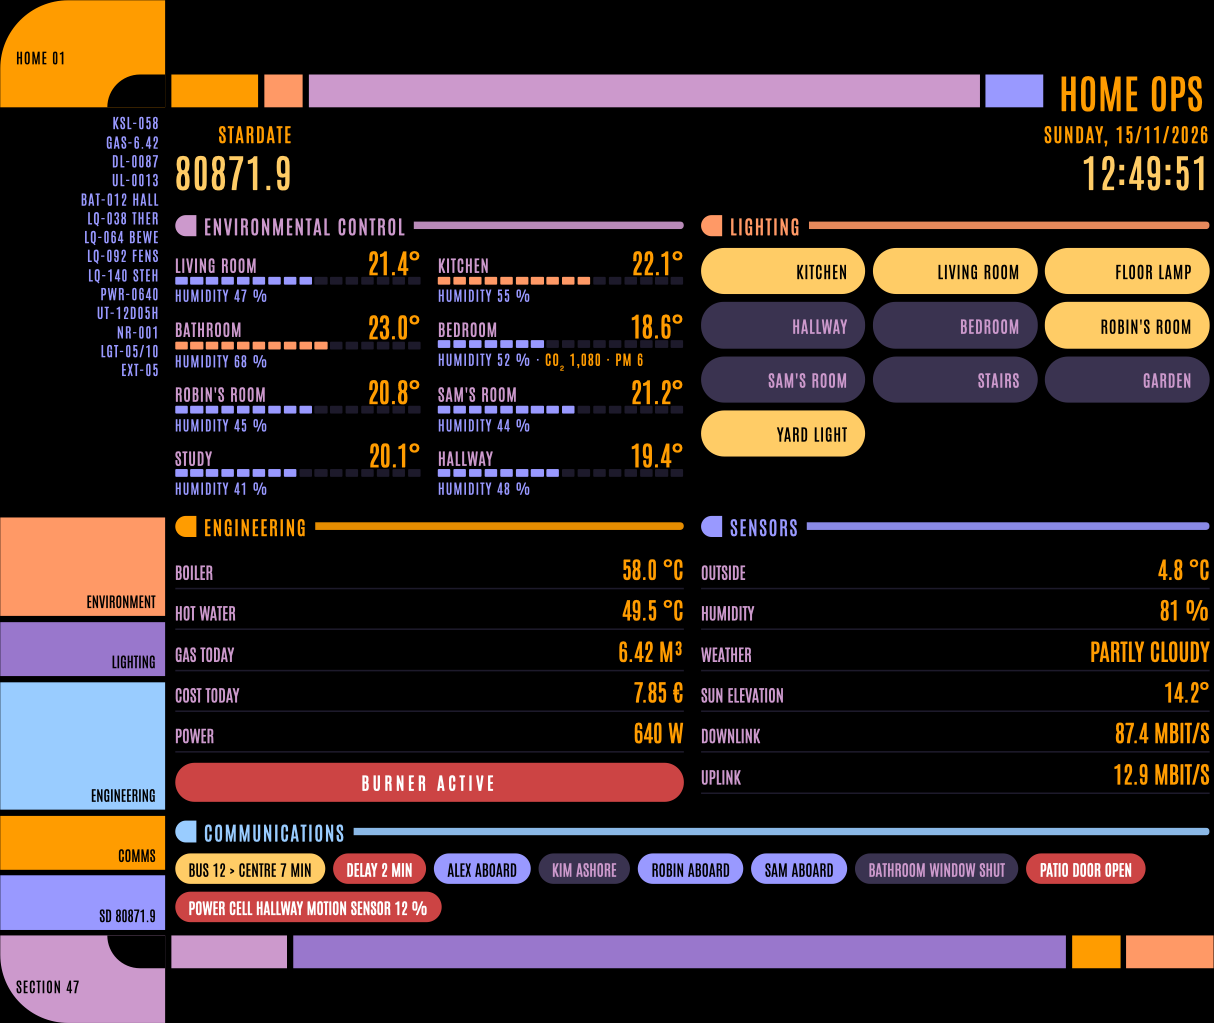 HOME 01
HOME OPS
KSL-058
GAS-6.42
DL-0087
UL-0013
BAT-012 HALL
LQ-038 THER
LQ-064 BEWE
LQ-092 FENS
LQ-140 STEH
PWR-0640
UT-12D05H
NR-001
LGT-05/10
EXT-05
STARDATE
80871.9
SUNDAY, 15/11/2026
12:49:51
ENVIRONMENTAL CONTROL
LIVING ROOM 21.4°
HUMIDITY 47 %
KITCHEN 22.1°
HUMIDITY 55 %
BATHROOM 23.0°
HUMIDITY 68 %
BEDROOM 18.6°
HUMIDITY 52 % · CO₂ 1,080 · PM 6
ROBIN'S ROOM 20.8°
HUMIDITY 45 %
SAM'S ROOM 21.2°
HUMIDITY 44 %
STUDY 20.1°
HUMIDITY 41 %
HALLWAY 19.4°
HUMIDITY 48 %
LIGHTING
KITCHEN
LIVING ROOM
FLOOR LAMP
HALLWAY
BEDROOM
ROBIN'S ROOM
SAM'S ROOM
STAIRS
GARDEN
YARD LIGHT
ENVIRONMENT
LIGHTING
ENGINEERING
COMMS
SD 80871.9
SECTION 47
ENGINEERING
BOILER 58.0 °C
HOT WATER 49.5 °C
GAS TODAY 6.42 M³
COST TODAY 7.85 €
POWER 640 W
BURNER ACTIVE
SENSORS
OUTSIDE 4.8 °C
HUMIDITY 81 %
WEATHER PARTLY CLOUDY
SUN ELEVATION 14.2°
DOWNLINK 87.4 MBIT/S
UPLINK 12.9 MBIT/S
COMMUNICATIONS
BUS 12 > CENTRE 7 MIN
DELAY 2 MIN
ALEX ABOARD
KIM ASHORE
ROBIN ABOARD
SAM ABOARD
BATHROOM WINDOW SHUT
PATIO DOOR OPEN
POWER CELL HALLWAY MOTION SENSOR 12 %